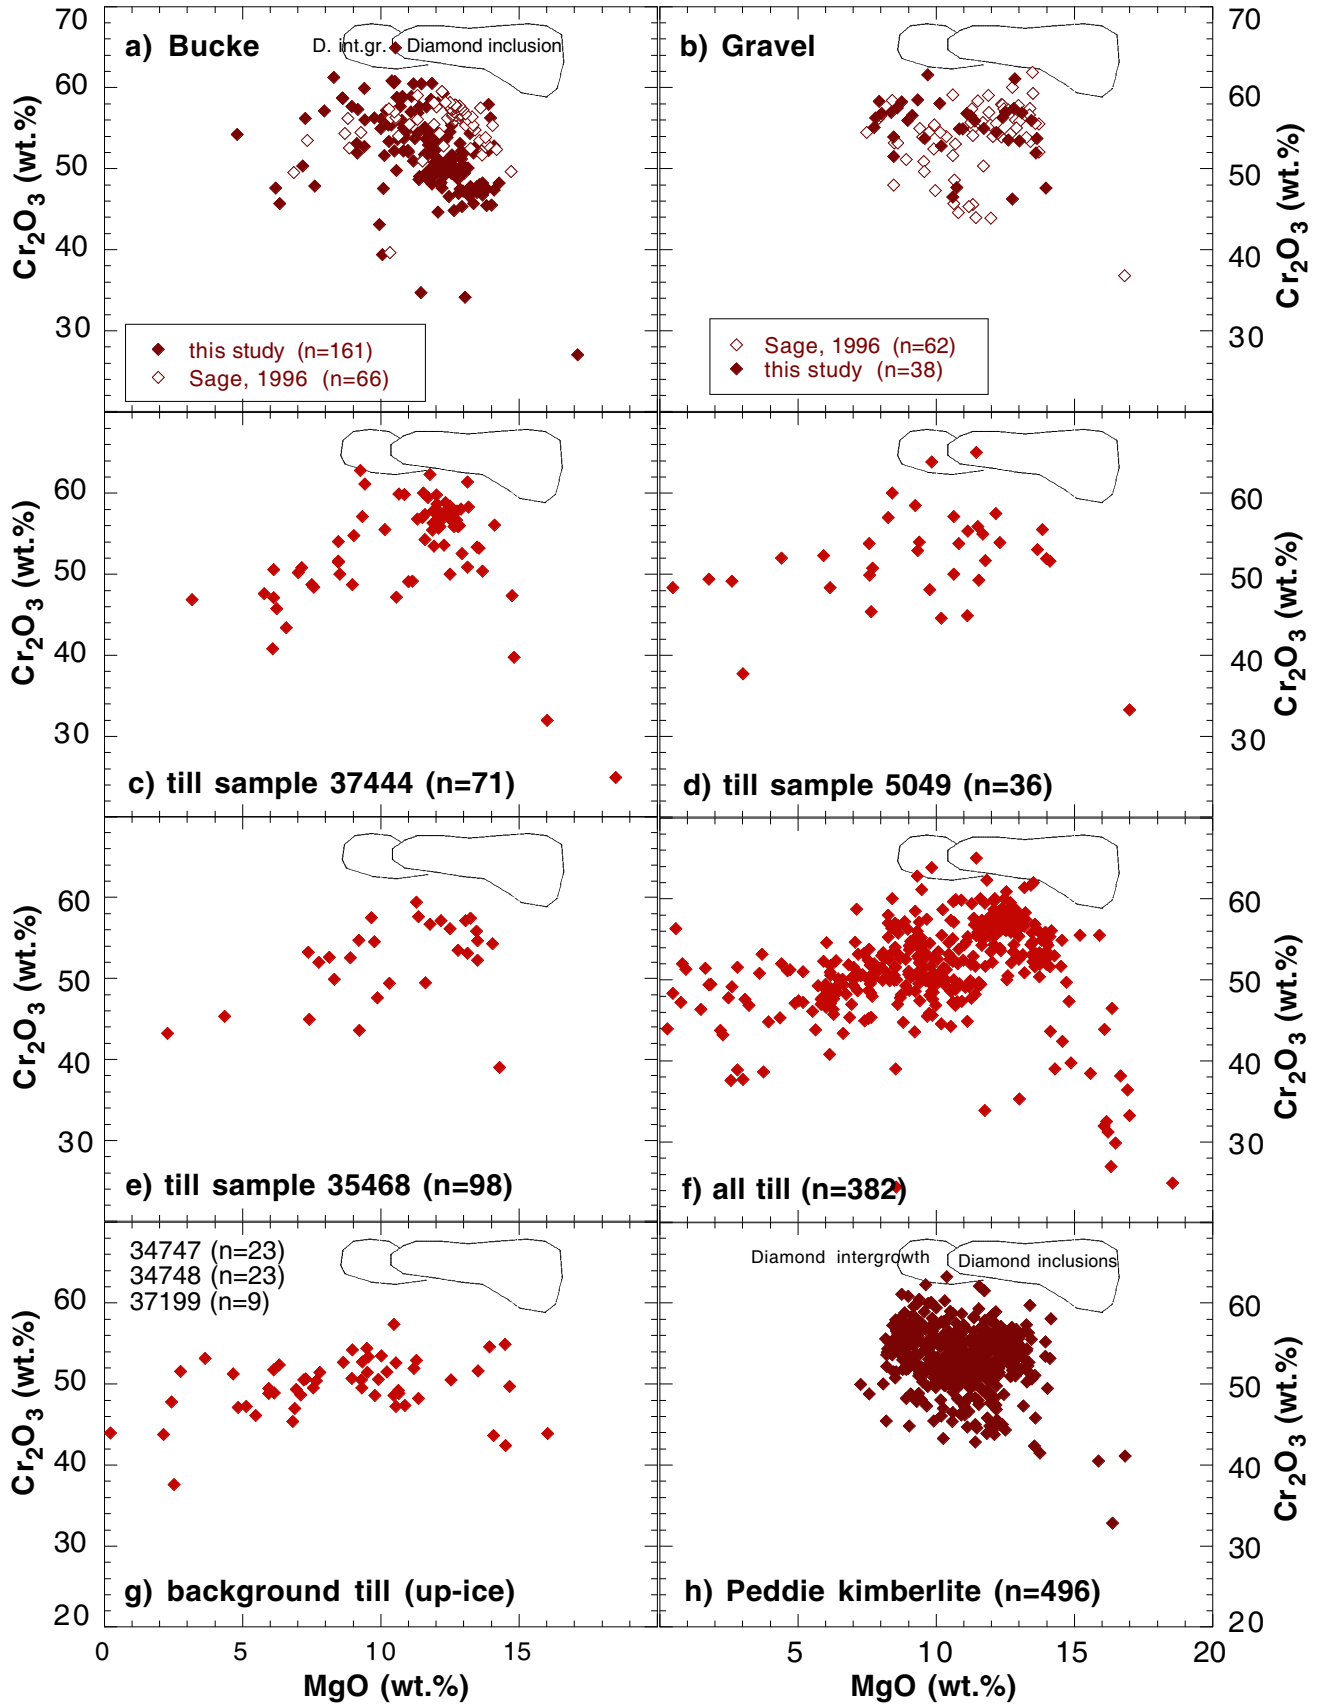 70
a) Bucke
D. int.gr.
Diamond inclusion
60
50
40
30
Cr2O3 (wt.%)
this study (n=161)
Sage, 1996 (n=66)
b) Gravel
70
60
50
40
30
Cr2O3 (wt.%)
Sage, 1996 (n=62)
this study (n=38)
60
50
40
30
Cr2O3 (wt.%)
c) till sample 37444 (n=71)
60
50
40
30
Cr2O3 (wt.%)
d) till sample 5049 (n=36)
60
50
40
30
Cr2O3 (wt.%)
e) till sample 35468 (n=98)
60
50
40
30
Cr2O3 (wt.%)
f) all till (n=382)
34747 (n=23)
34748 (n=23)
37199 (n=9)
60
50
40
30
20
Cr2O3 (wt.%)
g) background till (up-ice)
0
5
10
15
MgO (wt.%)
Diamond intergrowth
Diamond inclusions
60
50
40
30
20
Cr2O3 (wt.%)
h) Peddie kimberlite (n=496)
5
10
15
20
MgO (wt.%)